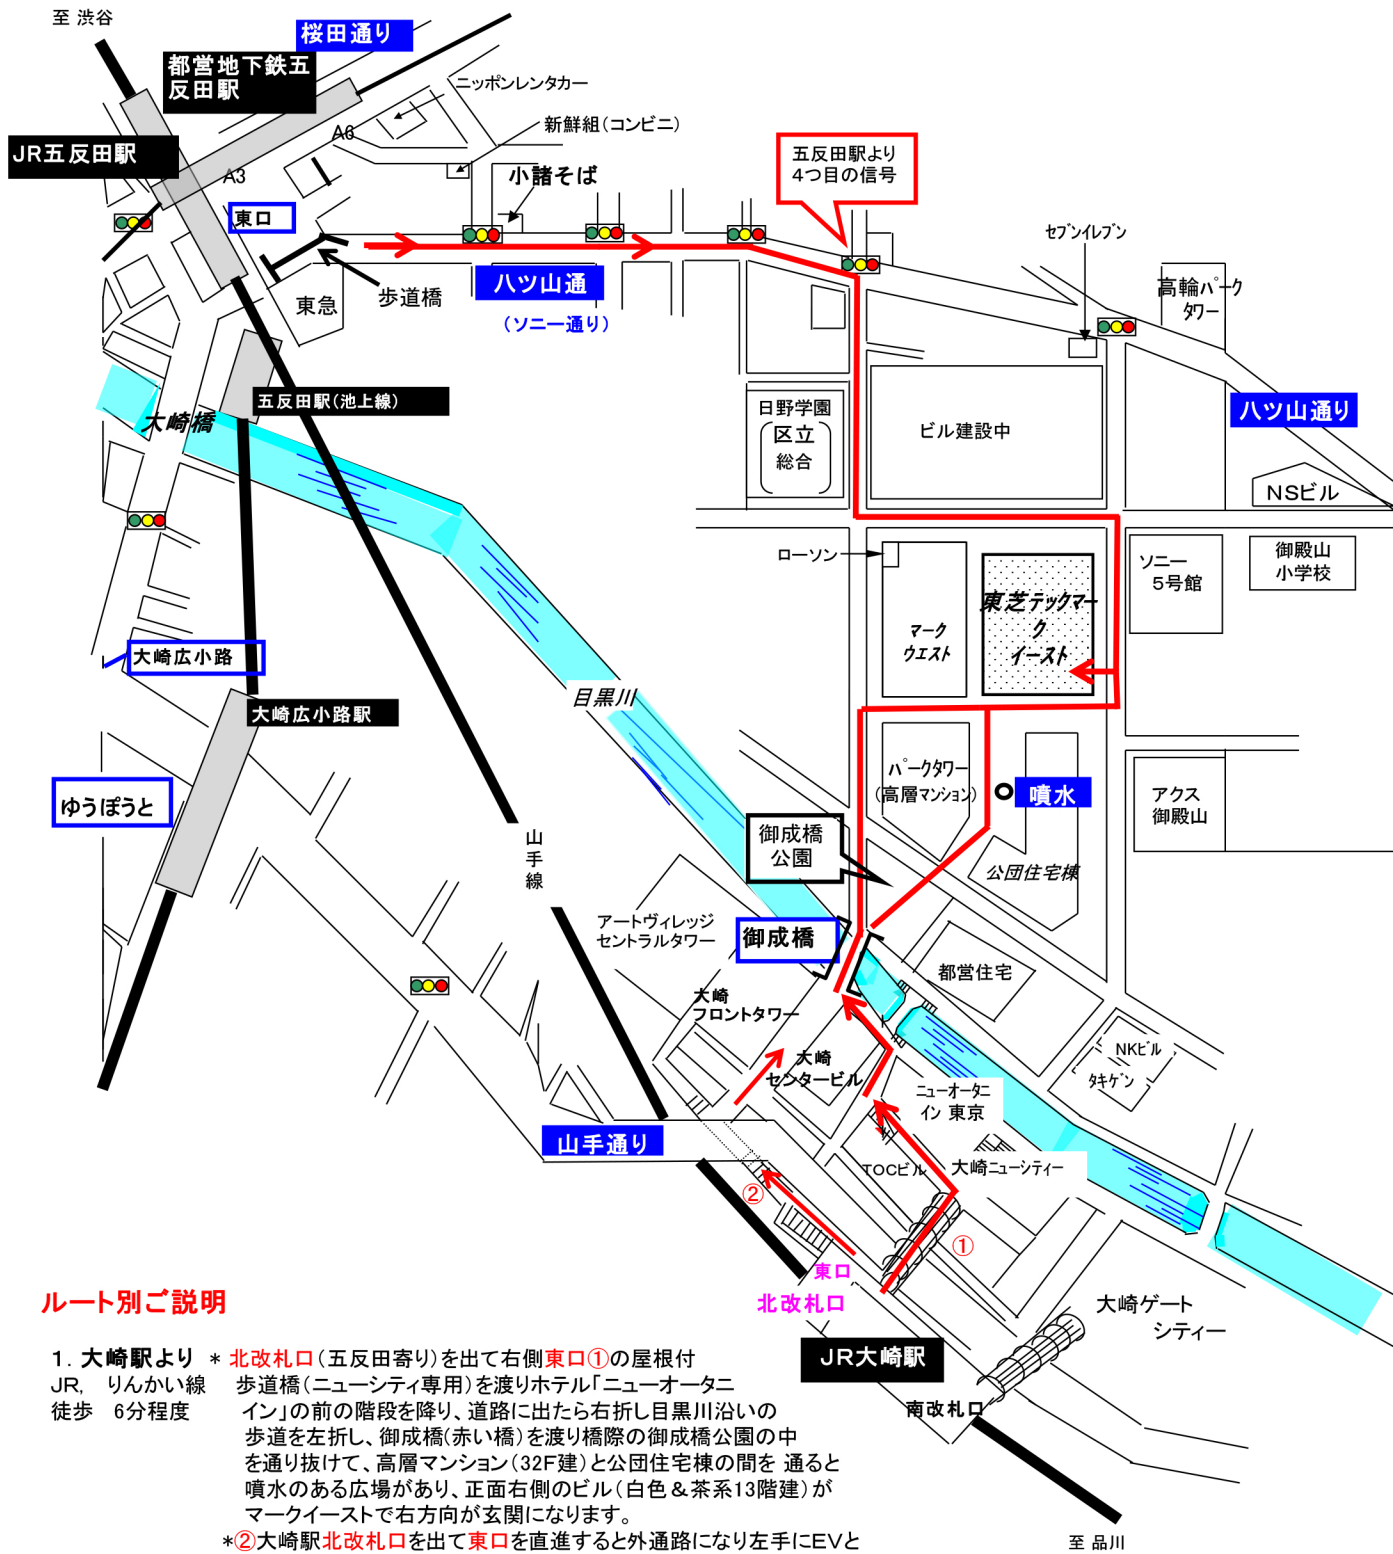 至 渋谷
桜田通り
都営地下鉄五
反田駅
ニッポンレンタカー
A6
新鮮組(コンビニ)
JR五反田駅
A3
小諸そば
五反田駅より
4つ目の信号
東口
セブンイレブン
八ツ山通
(ソニー通り)
歩道橋
東急
高輪パーク
タワー
五反田駅(池上線)
大崎橋
日野学園
区立
総合
ビル建設中
八ツ山通り
NSビル
ローソン
ソニー
5号館
御殿山
小学校
東芝テックマー
ク
イースト
マーク
ウエスト
大崎広小路
目黒川
大崎広小路駅
ゆうぽうと
パークタワー
(高層マンション)
噴水
アクス
御殿山
山手線
御成橋
公園
公団住宅棟
アートヴィレッジ
セントラルタワー
御成橋
都営住宅
大崎
フロントタワー
NKビル
大崎
センタービル
タキゲン
ニューオータニ
イン 東京
山手通り
TOCビル
大崎ニューシティー
②
①
東口
北改札口
大崎ゲート
シティー
JR大崎駅
南改札口
至 品川
ルート別ご説明
1. 大崎駅より * 北改札口(五反田寄り)を出て右側東口①の屋根付
JR, りんかい線 歩道橋(ニューシティ専用)を渡りホテル「ニューオータニ
徒歩 6分程度 イン」の前の階段を降り、道路に出たら右折し目黒川沿いの
歩道を左折し、御成橋(赤い橋)を渡り橋際の御成橋公園の中
を通り抜けて、高層マンション(32F建)と公団住宅棟の間を 通ると
噴水のある広場があり、正面右側のビル(白色&茶系13階建)が
マークイーストで右方向が玄関になります。
*②大崎駅北改札口を出て東口を直進すると外通路になり左手にEVと